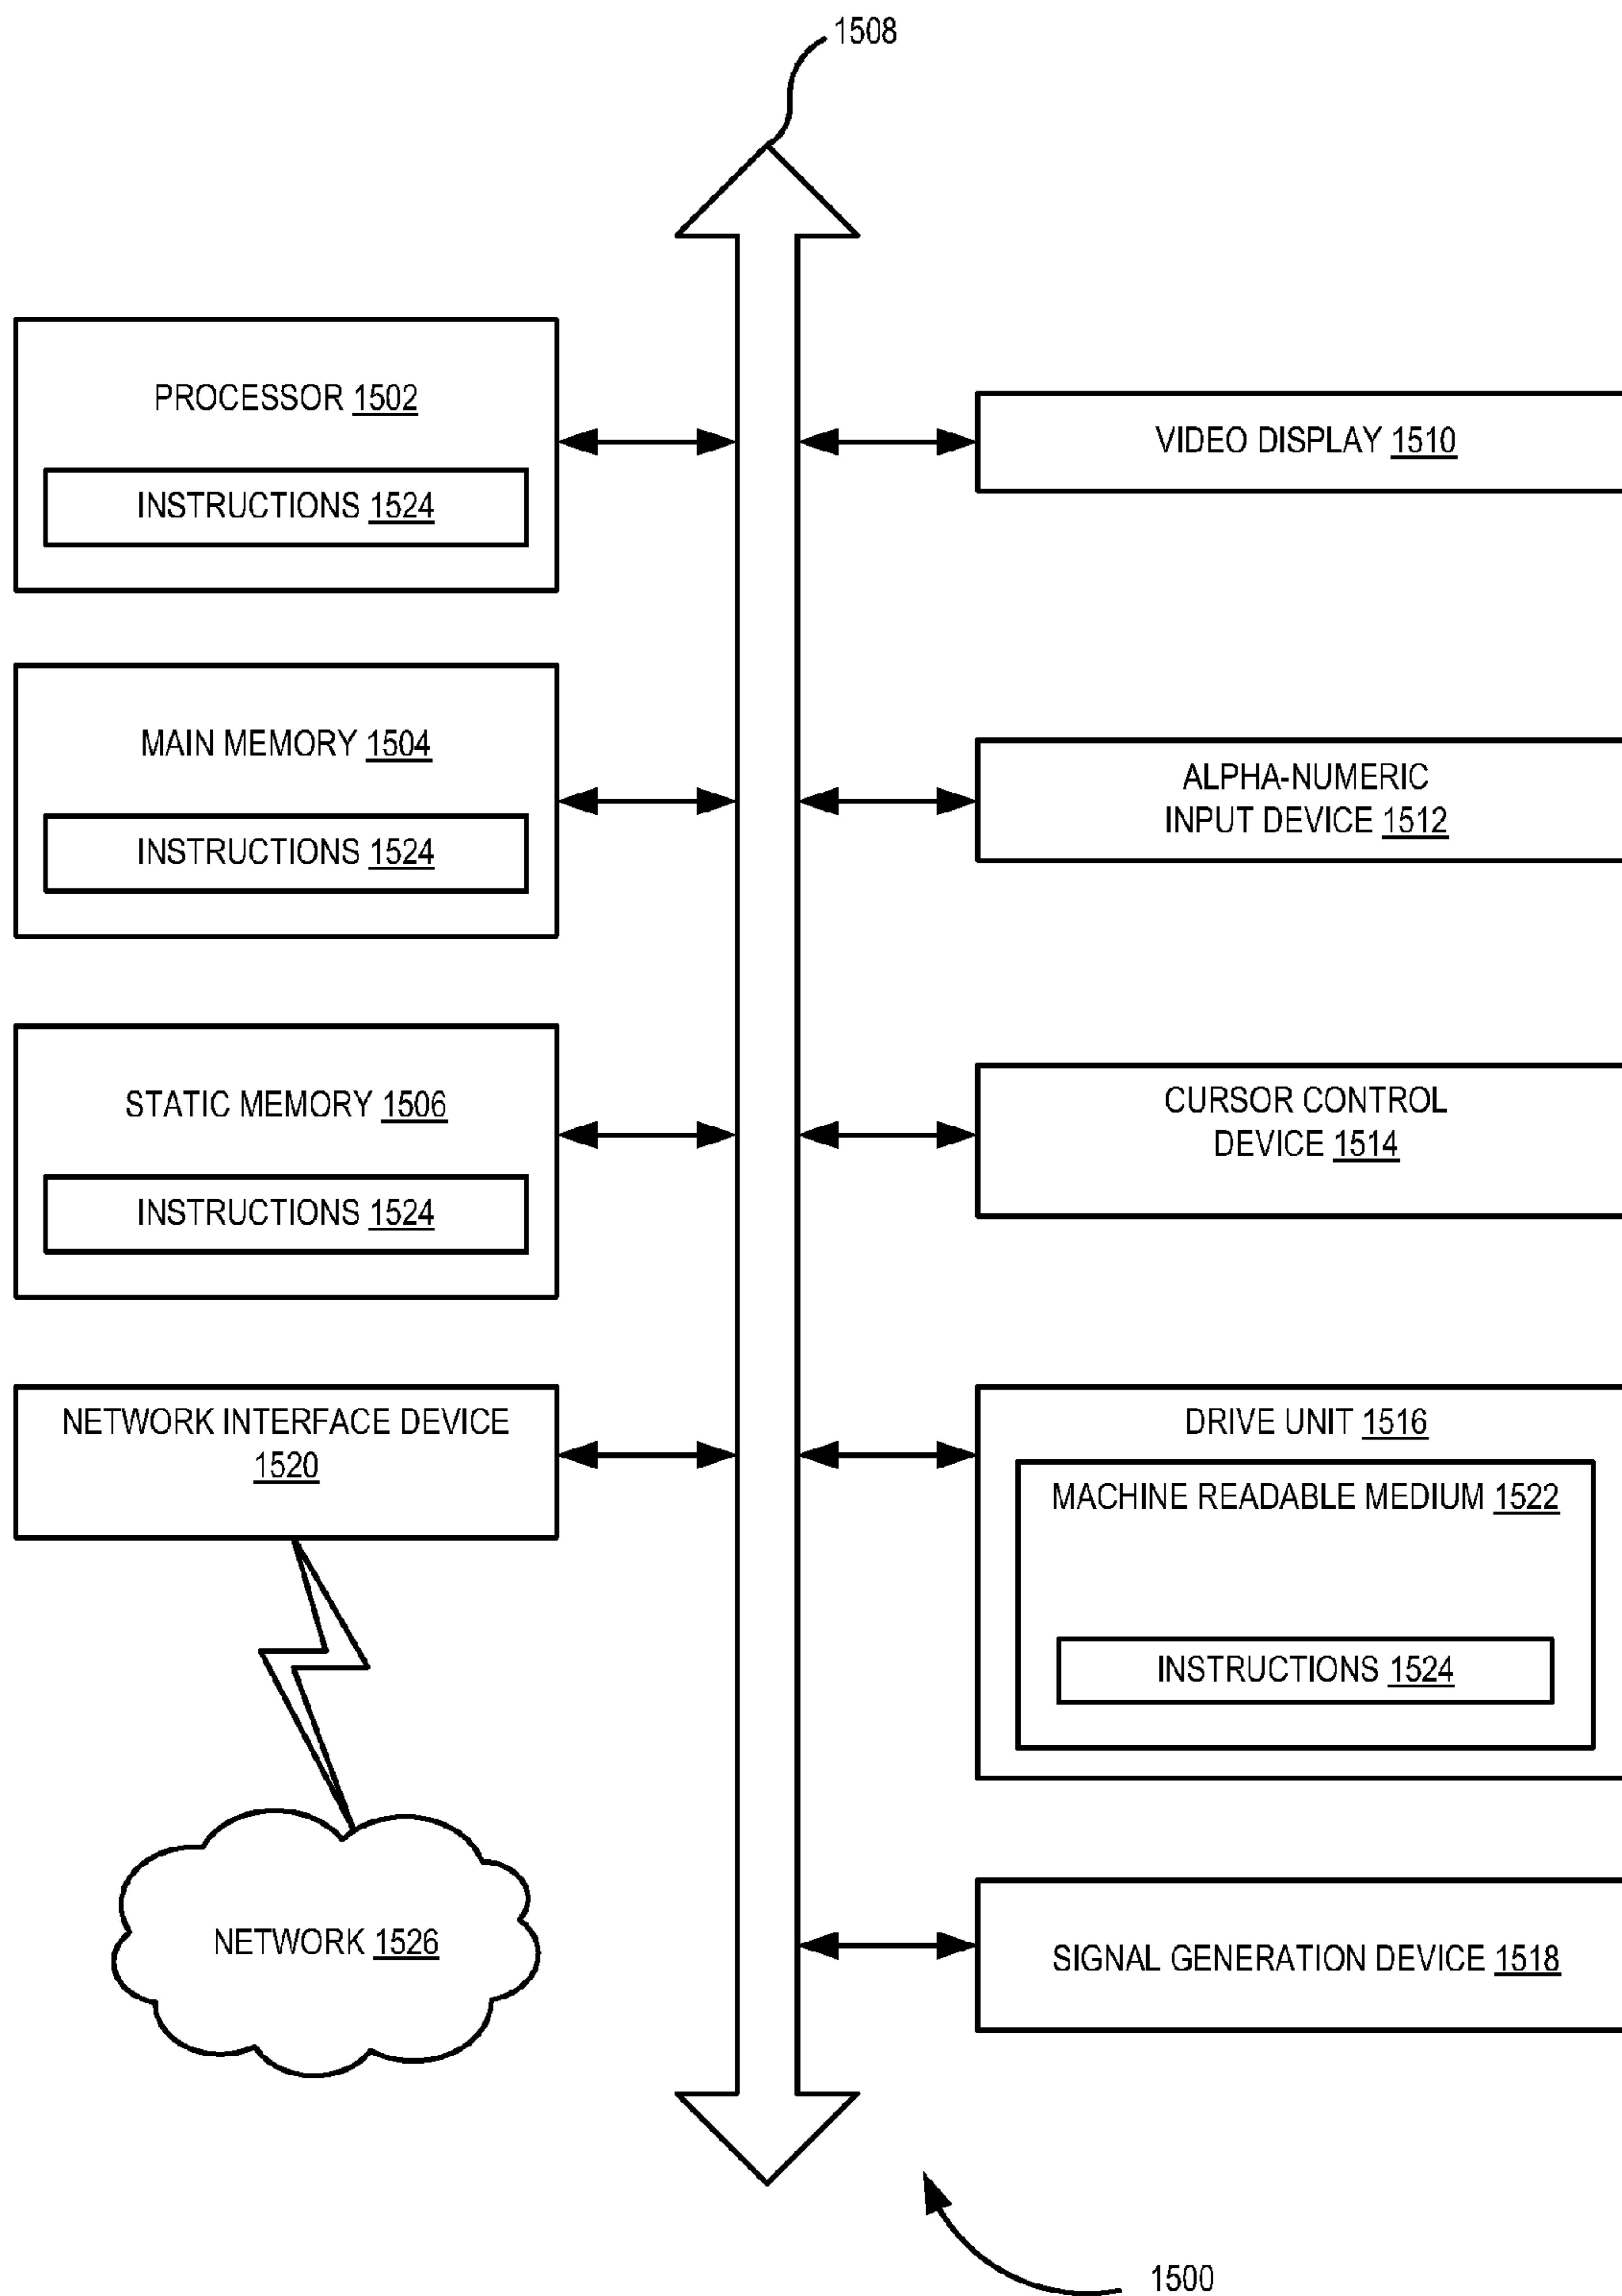 1508
PROCESSOR 1502
INSTRUCTIONS 1524
VIDEO DISPLAY 1510
MAIN MEMORY 1504
INSTRUCTIONS 1524
ALPHA-NUMERIC
INPUT DEVICE 1512
STATIC MEMORY 1506
INSTRUCTIONS 1524
CURSOR CONTROL
DEVICE 1514
NETWORK INTERFACE DEVICE
1520
DRIVE UNIT 1516
MACHINE READABLE MEDIUM 1522
INSTRUCTIONS 1524
NETWORK 1526
SIGNAL GENERATION DEVICE 1518
1500